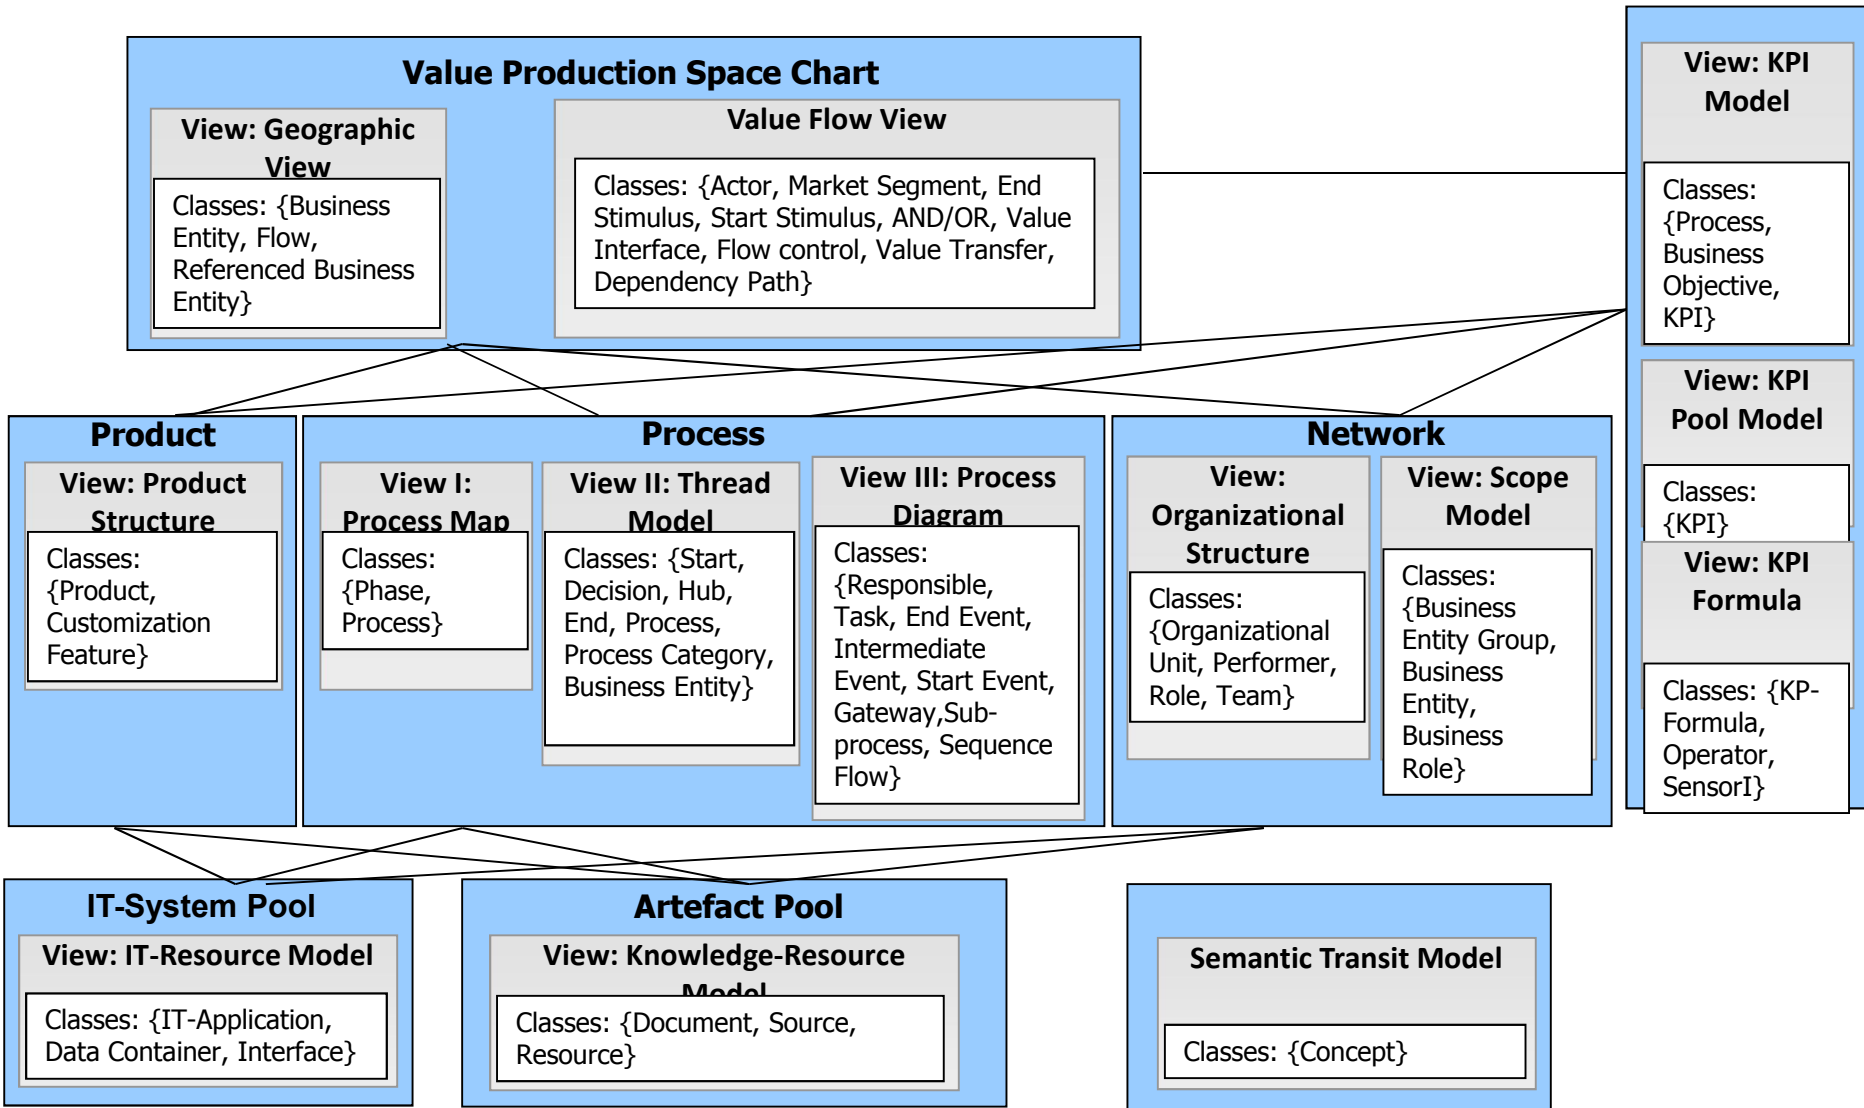 Value Production Space Chart
View: Geographic
View
Classes: {Business
Entity, Flow,
Referenced Business
Entity}
Value Flow View
Classes: {Actor, Market Segment, End
Stimulus, Start Stimulus, AND/OR, Value
Interface, Flow control, Value Transfer,
Dependency Path}
View: KPI
Model
Classes:
{Process,
Business
Objective,
KPI}
View: KPI
Pool Model
Classes:
{KPI}
View: KPI
Formula
Classes: {KP-
Formula,
Operator,
SensorI}
Product
View: Product
Structure
Classes:
{Product,
Customization
Feature}
Process
View I:
Process Map
Classes:
{Phase,
Process}
View II: Thread
Model
Classes: {Start,
Decision, Hub,
End, Process,
Process Category,
Business Entity}
View III: Process
Diagram
Classes:
{Responsible,
Task, End Event,
Intermediate
Event, Start Event,
Gateway,Sub-
process, Sequence
Flow}
Network
View:
Organizational
Structure
Classes:
{Organizational
Unit, Performer,
Role, Team}
View: Scope
Model
Classes:
{Business
Entity Group,
Business
Entity,
Business
Role}
IT-System Pool
View: IT-Resource Model
Classes: {IT-Application,
Data Container, Interface}
Artefact Pool
View: Knowledge-Resource
Model
Classes: {Document, Source,
Resource}
Semantic Transit Model
Classes: {Concept}